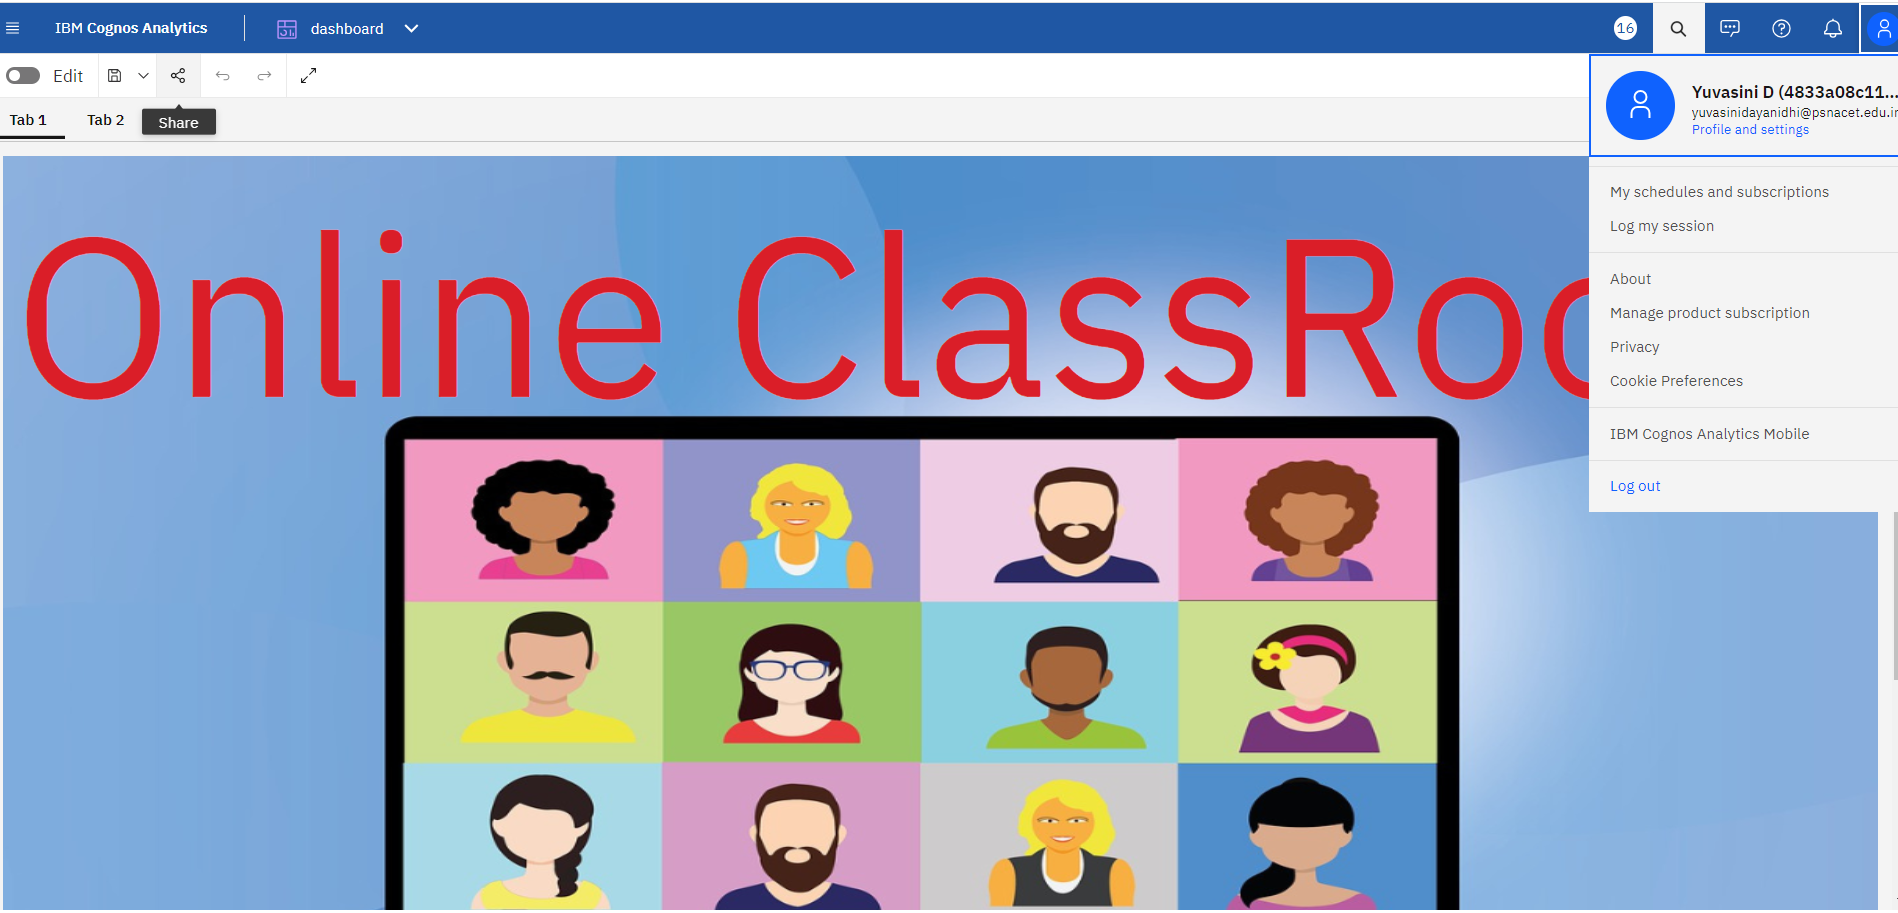 IBM Cognos Analytics
dashboard
16
Edit
Share
Tab 1
Tab 2
Yuvasini D (4833a08c11...
yuvasinidayanidhi@psnacet.edu.in
Profile and settings
My schedules and subscriptions
Log my session
About
Manage product subscription
Privacy
Cookie Preferences
IBM Cognos Analytics Mobile
Log out
Online ClassRoo